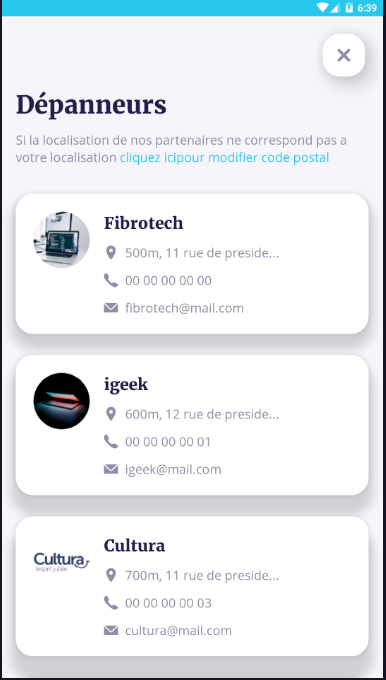 6:39
Dépanneurs
Si la localisation de nos partenaires ne correspond pas a
votre localisation cliquez icipour modifier code postal
Fibrotech
500m, 11 rue de preside...
00 00 00 00 00
fibrotech@mail.com
igeek
600m, 12 rue de preside...
00 00 00 00 01
igeek@mail.com
Cultura
Cultura
700m, 11 rue de preside...
00 00 00 00 03
cultura@mail.com